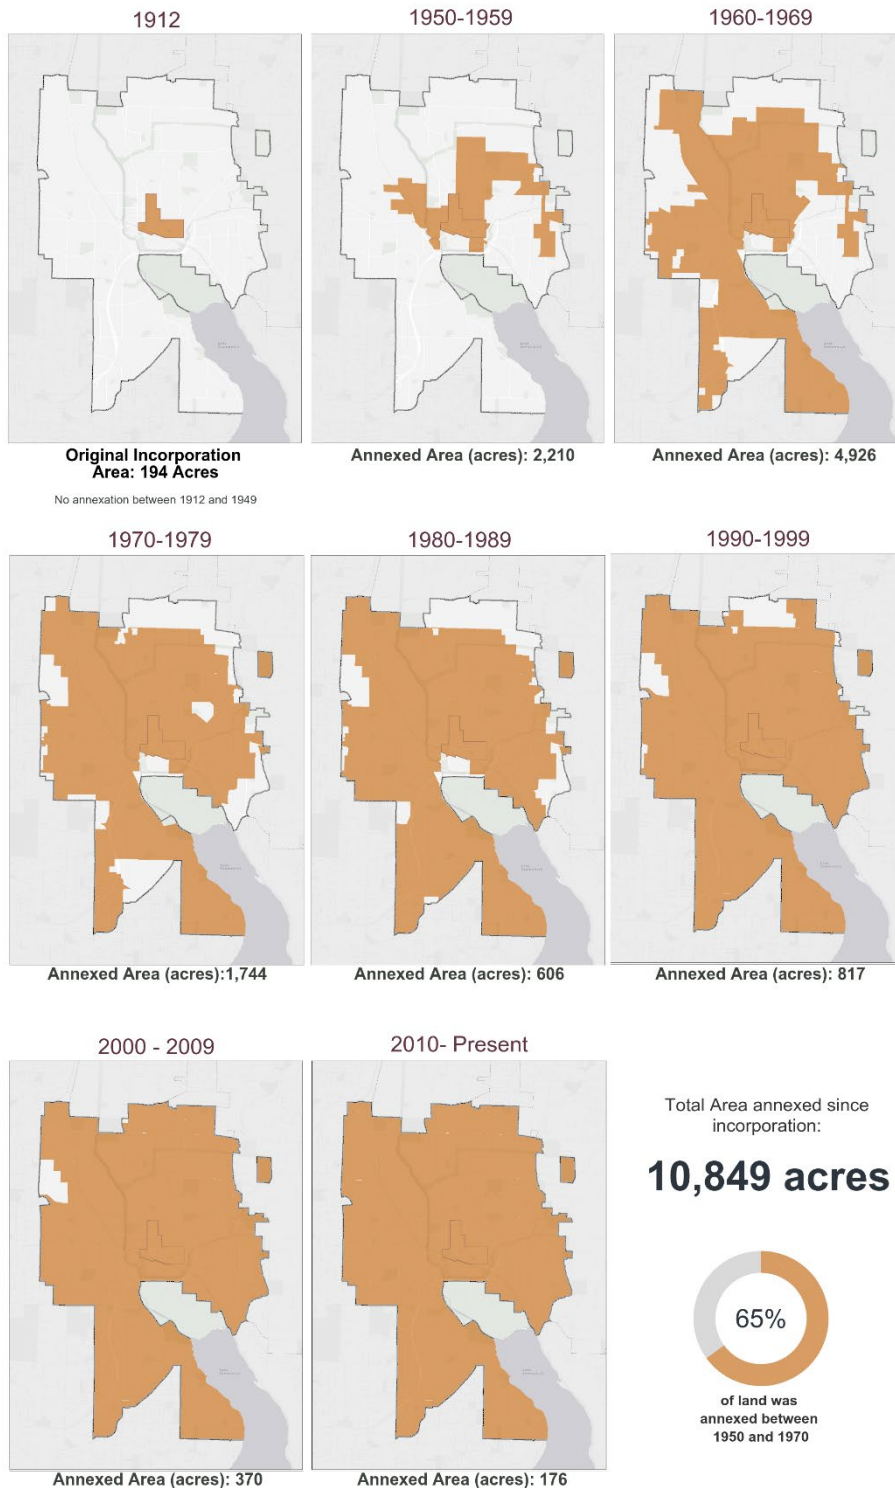 1912
1950-1959
1960-1969
Original Incorporation
Area: 194 Acres
No annexation between 1912 and 1949
Annexed Area (acres): 2,210
Annexed Area (acres): 4,926
1970-1979
1980-1989
1990-1999
Annexed Area (acres):1,744
Annexed Area (acres): 606
Annexed Area (acres): 817
2000 - 2009
2010- Present
Annexed Area (acres): 370
Annexed Area (acres): 176
Total Area annexed since
incorporation:
10,849 acres
65%
of land was
annexed between
1950 and 1970